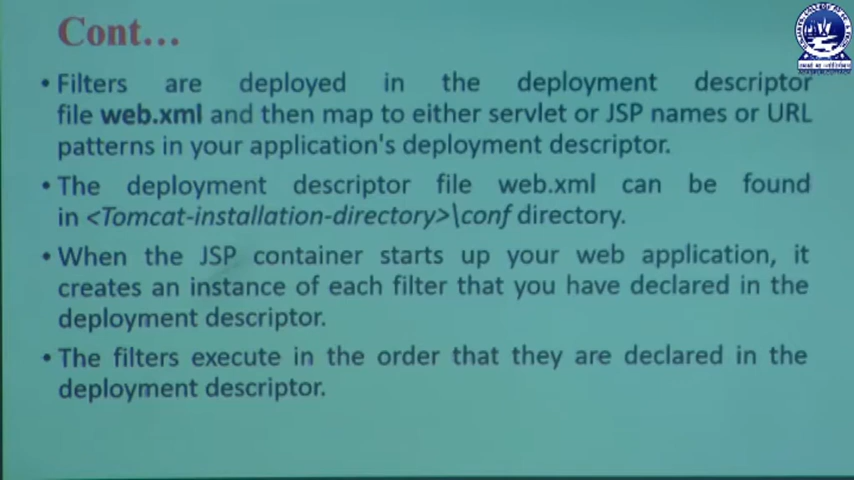 Cont...
• Filters are deployed in the deployment descriptor
file web.xml and then map to either servlet or JSP names or URL
patterns in your application's deployment descriptor.
• The deployment descriptor file web.xml can be found
in <Tomcat-installation-directory>\conf directory.
• When the JSP container starts up your web application, it
creates an instance of each filter that you have declared in the
deployment descriptor.
• The filters execute in the order that they are declared in the
deployment descriptor.